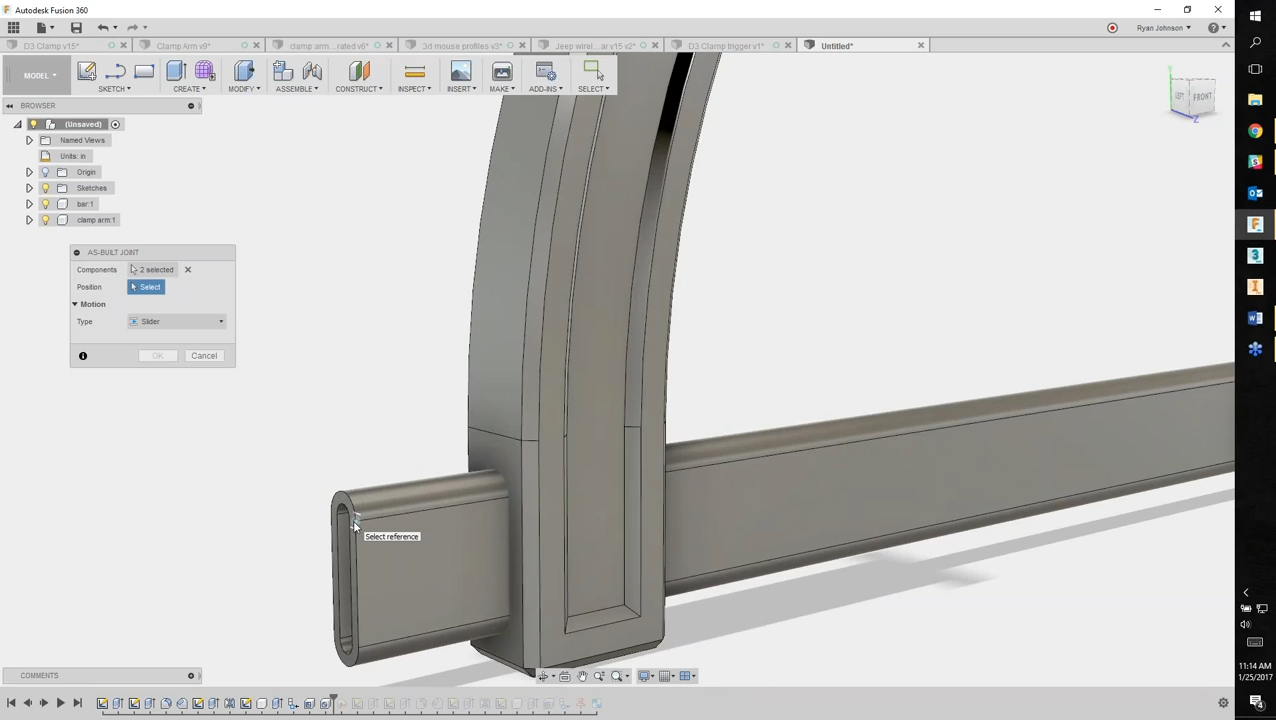 Autodesk Fusion 360
Ryan Johnson
D3 Clamp v15*
Clamp Arm v9*
clamp arm...rated v6*
3d mouse profiles v3*
Jeep wirel...ar v15 v2*
D3 Clamp trigger v1*
Untitled*
MODEL
SKETCH
CREATE
MODIFY
ASSEMBLE
CONSTRUCT
INSPECT
INSERT
MAKE
ADD-INS
SELECT
LEFT
FRONT
Z
BROWSER
(Unsaved)
Named Views
Units: in
Origin
Sketches
bar:1
clamp arm:1
AS-BUILT JOINT
Components 2 selected
Position Select
Motion
Type Slider
OK Cancel
Select reference
COMMENTS
11:14 AM
1/25/2017
4